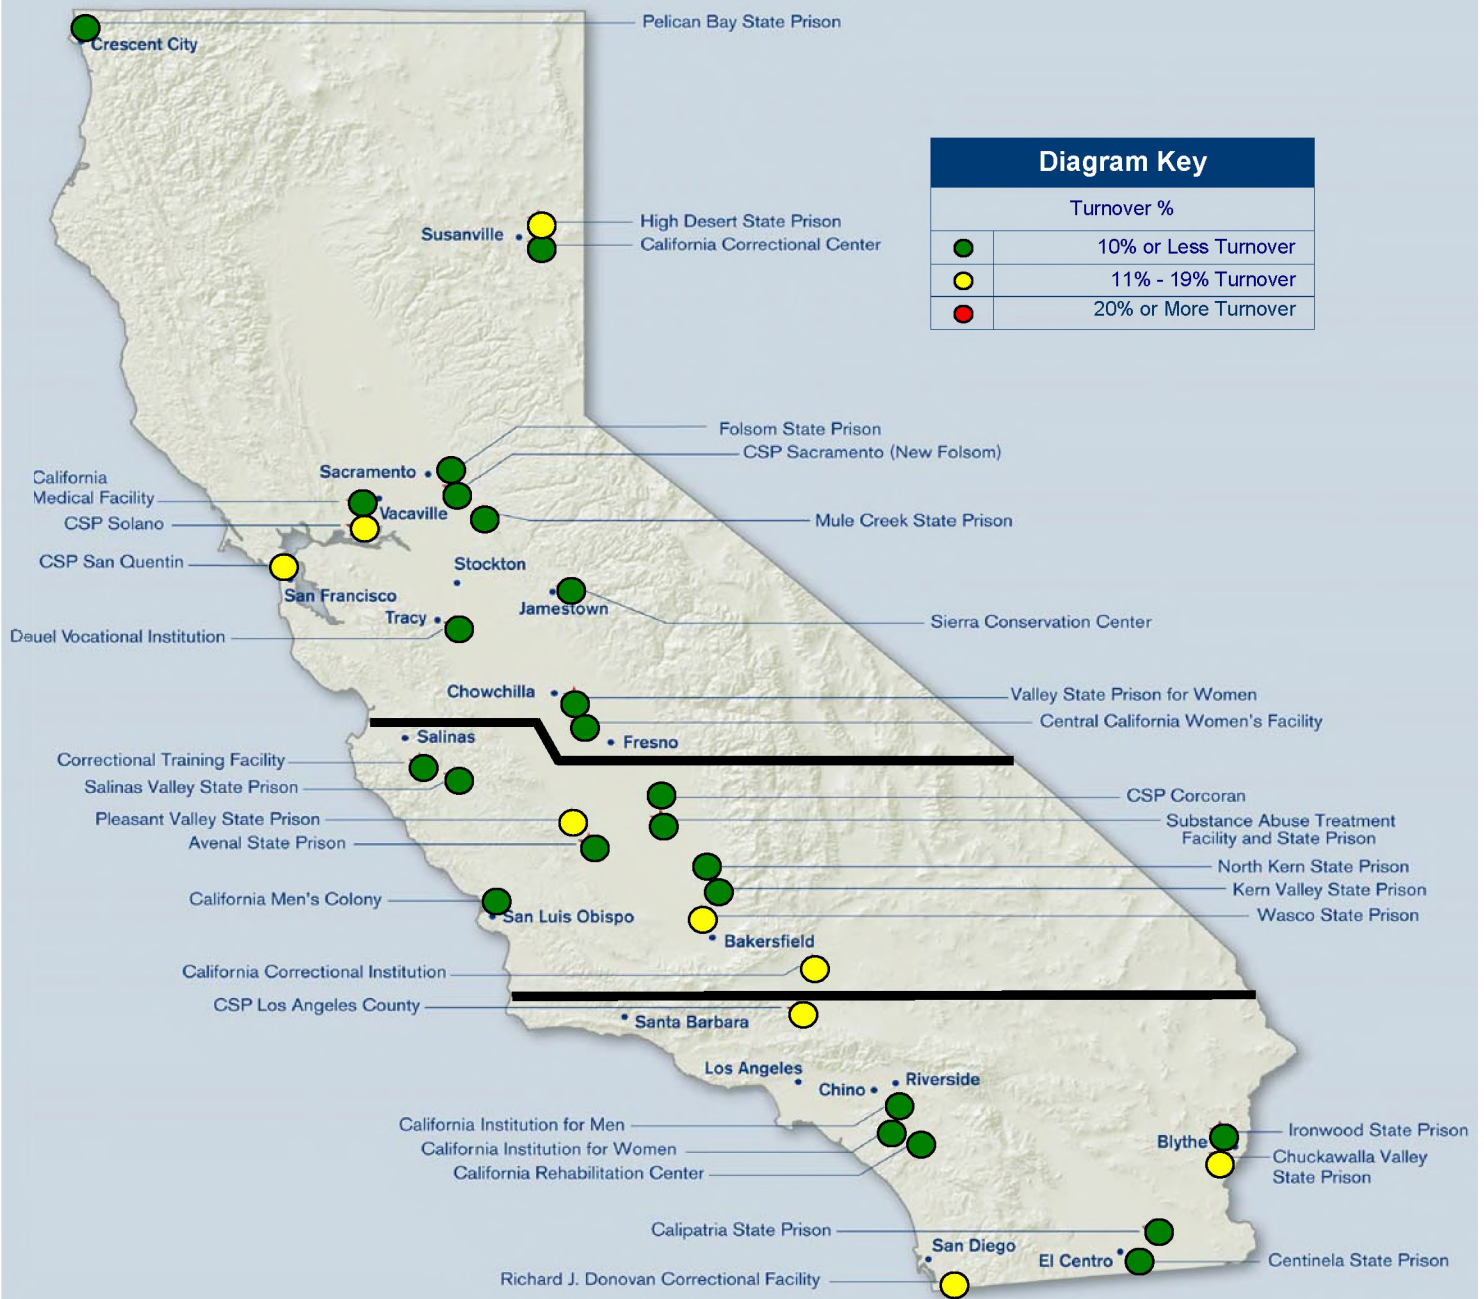 Pelican Bay State Prison
Crescent City
Diagram Key
Turnover %
10% or Less Turnover
11% - 19% Turnover
20% or More Turnover
High Desert State Prison
Susanville
California Correctional Center
Folsom State Prison
CSP Sacramento (New Folsom)
Sacramento
California
Medical Facility
Vacaville
CSP Solano
Mule Creek State Prison
CSP San Quentin
Stockton
San Francisco
Jamestown
Tracy
Sierra Conservation Center
Deuel Vocational Institution
Chowchilla
Valley State Prison for Women
Central California Women's Facility
Salinas
Fresno
Correctional Training Facility
Salinas Valley State Prison
CSP Corcoran
Pleasant Valley State Prison
Substance Abuse Treatment
Facility and State Prison
Avenal State Prison
North Kern State Prison
Kern Valley State Prison
California Men's Colony
San Luis Obispo
Wasco State Prison
Bakersfield
California Correctional Institution
CSP Los Angeles County
Santa Barbara
Los Angeles
Chino
Riverside
California Institution for Men
California Institution for Women
California Rehabilitation Center
Ironwood State Prison
Blythe
Chuckawalla Valley
State Prison
Calipatria State Prison
San Diego
El Centro
Centinela State Prison
Richard J. Donovan Correctional Facility